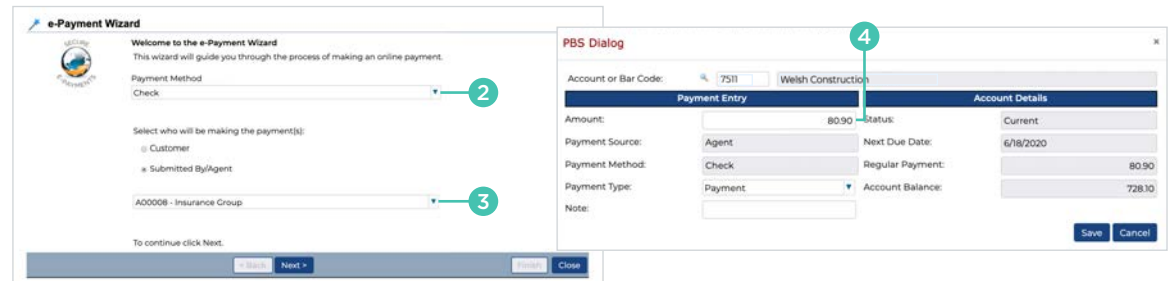 e-Payment Wizard
SECURE
E-PAYMENTS
Welcome to the e-Payment Wizard
This wizard will guide you through the process of making an online payment.
Payment Method
Check
2
Select who will be making the payment(s):
Customer
Submitted By/Agent
A00008 - Insurance Group
3
To continue click Next.
< Back Next > Finish Close
PBS Dialog
×
4
Account or Bar Code: 7511 Welsh Construction
Payment Entry Account Details
Amount: 80.90 Status: Current
Payment Source: Agent Next Due Date: 6/18/2020
Payment Method: Check Regular Payment: 80.90
Payment Type: Payment Account Balance: 728.10
Note:
Save Cancel